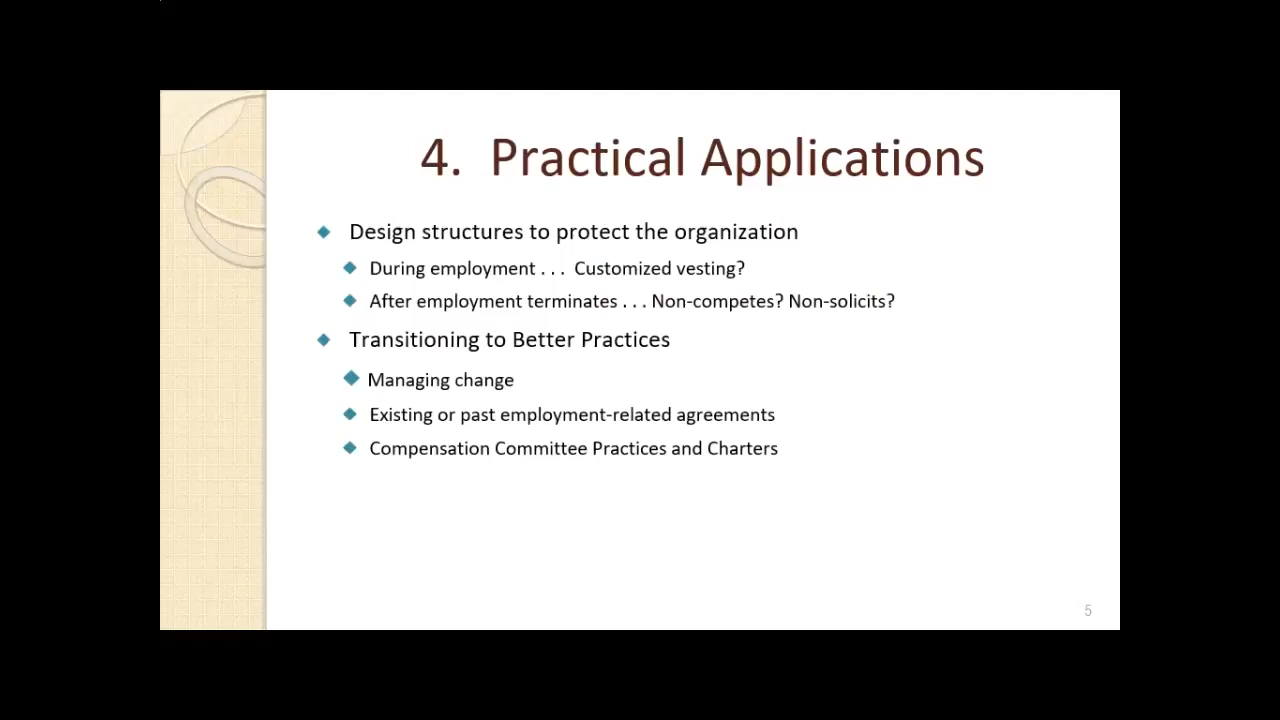 4. Practical Applications
Design structures to protect the organization
During employment . . . Customized vesting?
After employment terminates . . . Non-competes? Non-solicits?
Transitioning to Better Practices
Managing change
Existing or past employment-related agreements
Compensation Committee Practices and Charters
5